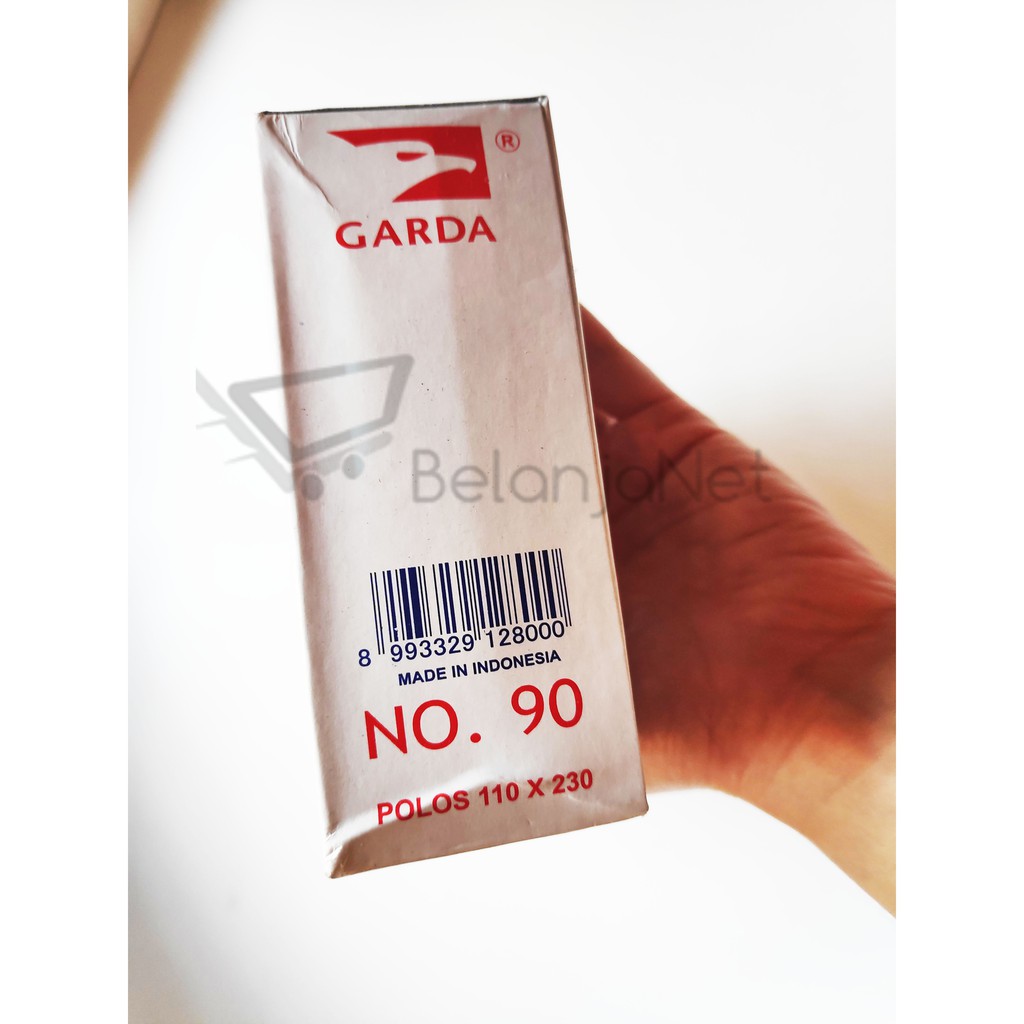 ®
GARDA
BelanjaNet
8 993329 128000
MADE IN INDONESIA
NO. 90
POLOS 110 X 230